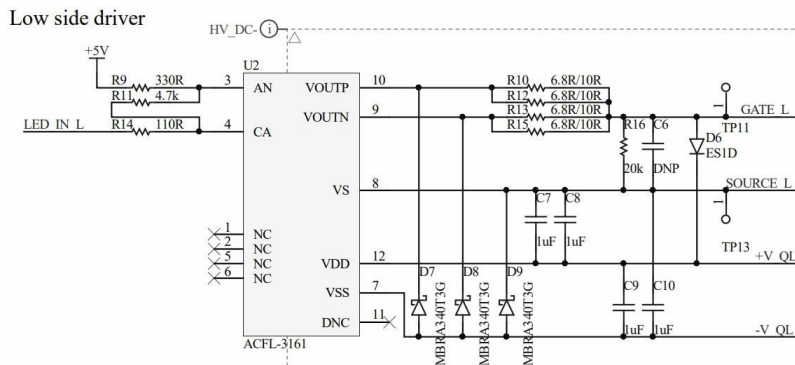 Low side driver
HV_DC-
i
+5V
U2
R9 330R
R11 4.7k
LED_IN_L
R14 110R
3 AN
4 CA
1 NC
2 NC
5 NC
6 NC
VOUTP 10
VOUTN 9
VS 8
VDD 12
VSS 7
DNC 11
ACFL-3161
R10 6.8R/10R
R12 6.8R/10R
R13 6.8R/10R
R15 6.8R/10R
R16
20k
C6
DNP
D6
ES1D
1
TP11
GATE_L
SOURCE_L
1
TP13
C7
1uF
C8
1uF
+V_QL
D7
MBRA340T3G
D8
MBRA340T3G
D9
MBRA340T3G
C9
1uF
C10
1uF
-V_QL